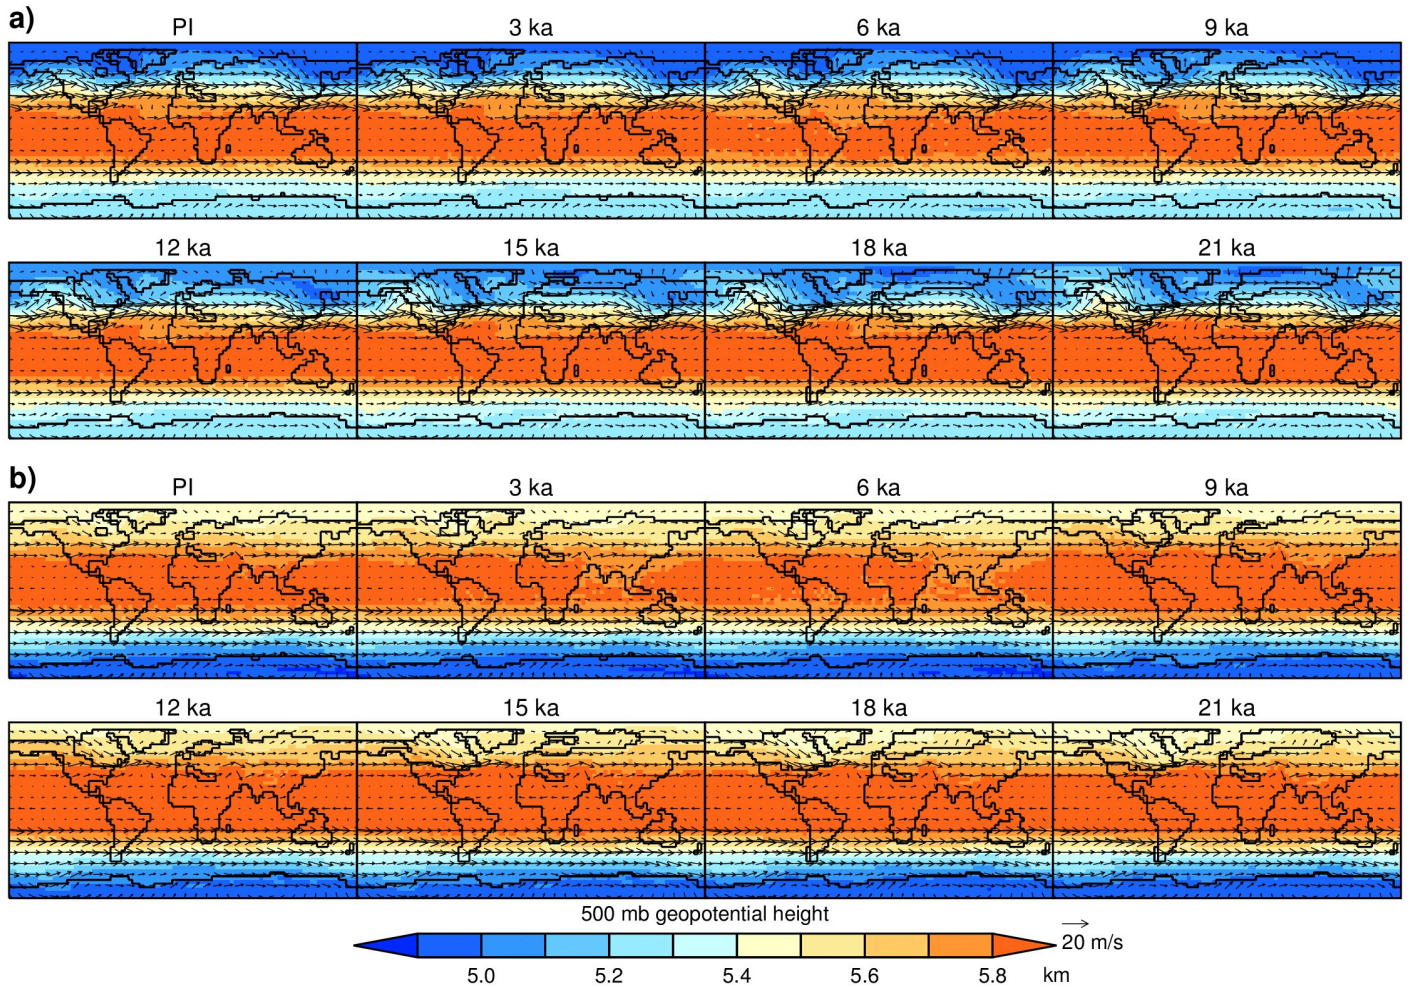 a)
PI 3 ka 6 ka 9 ka
12 ka 15 ka 18 ka 21 ka
b)
PI 3 ka 6 ka 9 ka
12 ka 15 ka 18 ka 21 ka
500 mb geopotential height
20 m/s
5.0 5.2 5.4 5.6 5.8 km